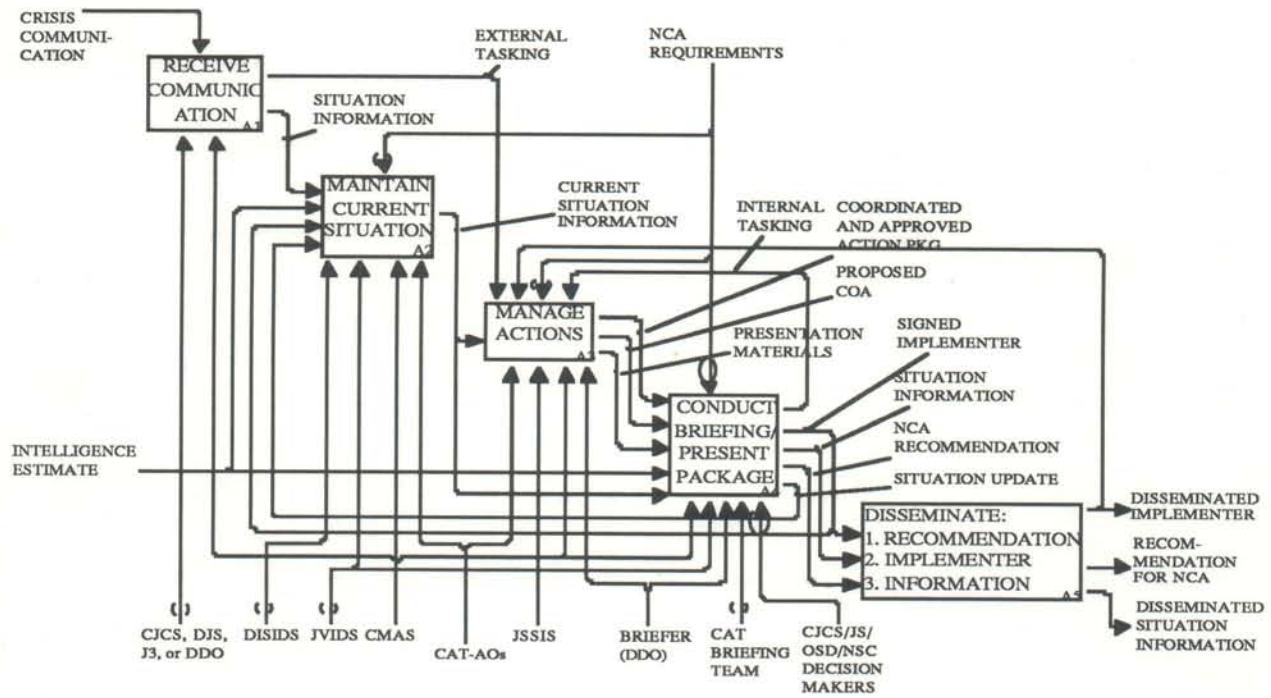 CRISIS
COMMUNI-
CATION
EXTERNAL
TASKING
NCA
REQUIREMENTS
RECEIVE
COMMUNIC
ATION
A1
SITUATION
INFORMATION
MAINTAIN
CURRENT
SITUATION
A2
CURRENT
SITUATION
INFORMATION
INTERNAL
TASKING
COORDINATED
AND APPROVED
ACTION PKG
PROPOSED
COA
MANAGE
ACTIONS
A3
PRESENTATION
MATERIALS
SIGNED
IMPLEMENTER
SITUATION
INFORMATION
NCA
RECOMMENDATION
SITUATION UPDATE
CONDUCT
BRIEFING/
PRESENT
PACKAGE
INTELLIGENCE
ESTIMATE
DISSEMINATE:
1. RECOMMENDATION
2. IMPLEMENTER
3. INFORMATION
A5
DISSEMINATED
IMPLEMENTER
RECOM-
MENDATION
FOR NCA
DISSEMINATED
SITUATION
INFORMATION
CJCS, DJS,
J3, or DDO
DISIDS
JVIDS
CMAS
CAT-AOs
JSSIS
BRIEFER
(DDO)
CAT
BRIEFING
TEAM
CJCS/JS/
OSD/NSC
DECISION
MAKERS